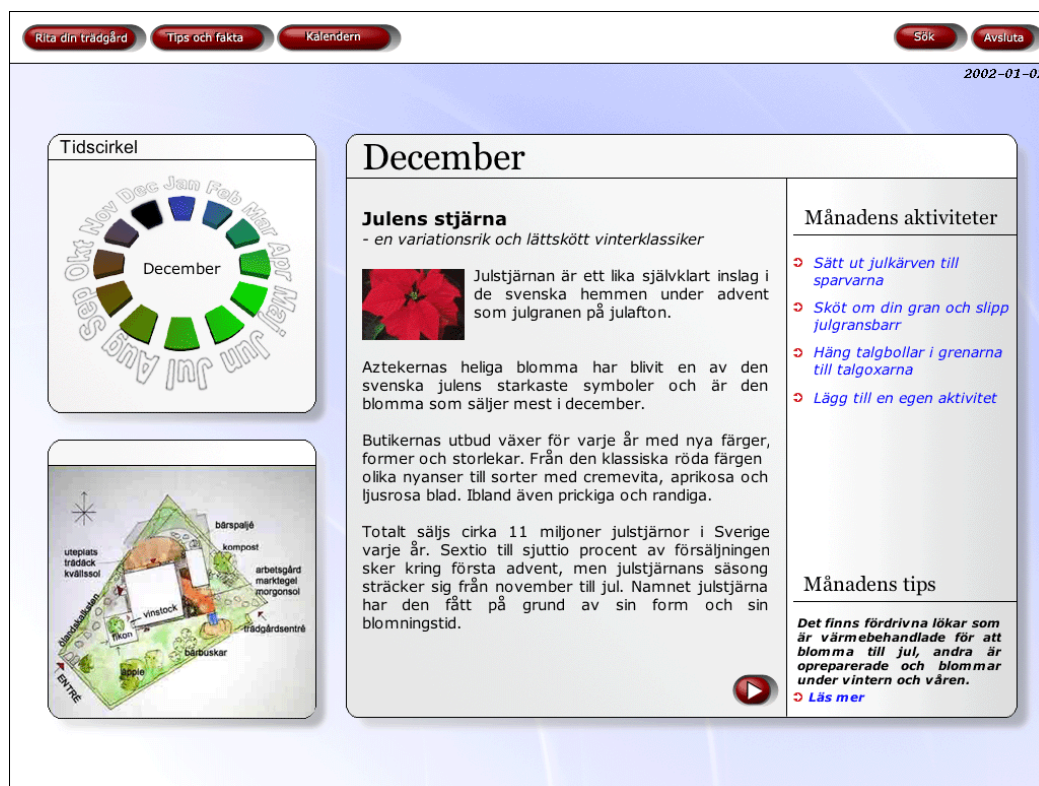 Rita din trädgård
Tips och fakta
Kalendern
Sök
Avsluta
Tidscirkel
Jan
Feb
Mar
Apr
Maj
Jun
Jul
Aug
Sep
Okt
Nov
Dec
December
bärspaljé
kompost
uteplats
trädäck
kvällssol
arbetsgård
marktegel
morgonsol
ölandskalksten
vinstock
fikon
trädgårdsentré
bärbuskar
äpple
ENTRÉ
December
Julens stjärna
- en variationsrik och lättskött vinterklassiker
Julstjärnan är ett lika självklart inslag i
de svenska hemmen under advent
som julgranen på julafton.
Aztekernas heliga blomma har blivit en av den
svenska julens starkaste symboler och är den
blomma som säljer mest i december.
Butikernas utbud växer för varje år med nya färger,
former och storlekar. Från den klassiska röda färgen i
olika nyanser till sorter med cremevita, aprikosa och
ljusrosa blad. Ibland även prickiga och randiga.
Totalt säljs cirka 11 miljoner julstjärnor i Sverige
varje år. Sextio till sjuttio procent av försäljningen
sker kring första advent, men julstjärnans säsong
sträcker sig från november till jul. Namnet julstjärna
har den fått på grund av sin form och sin
blomningstid.
Månadens aktiviteter
Sätt ut julkärven till
sparvarna
Sköt om din gran och slipp
julgransbarr
Häng talgbollar i grenarna
till talgoxarna
Lägg till en egen aktivitet
Månadens tips
Det finns fördrivna lökar som
är värmebehandlade för att
blomma till jul, andra är
opreparerade och blommar
under vintern och våren.
Läs mer